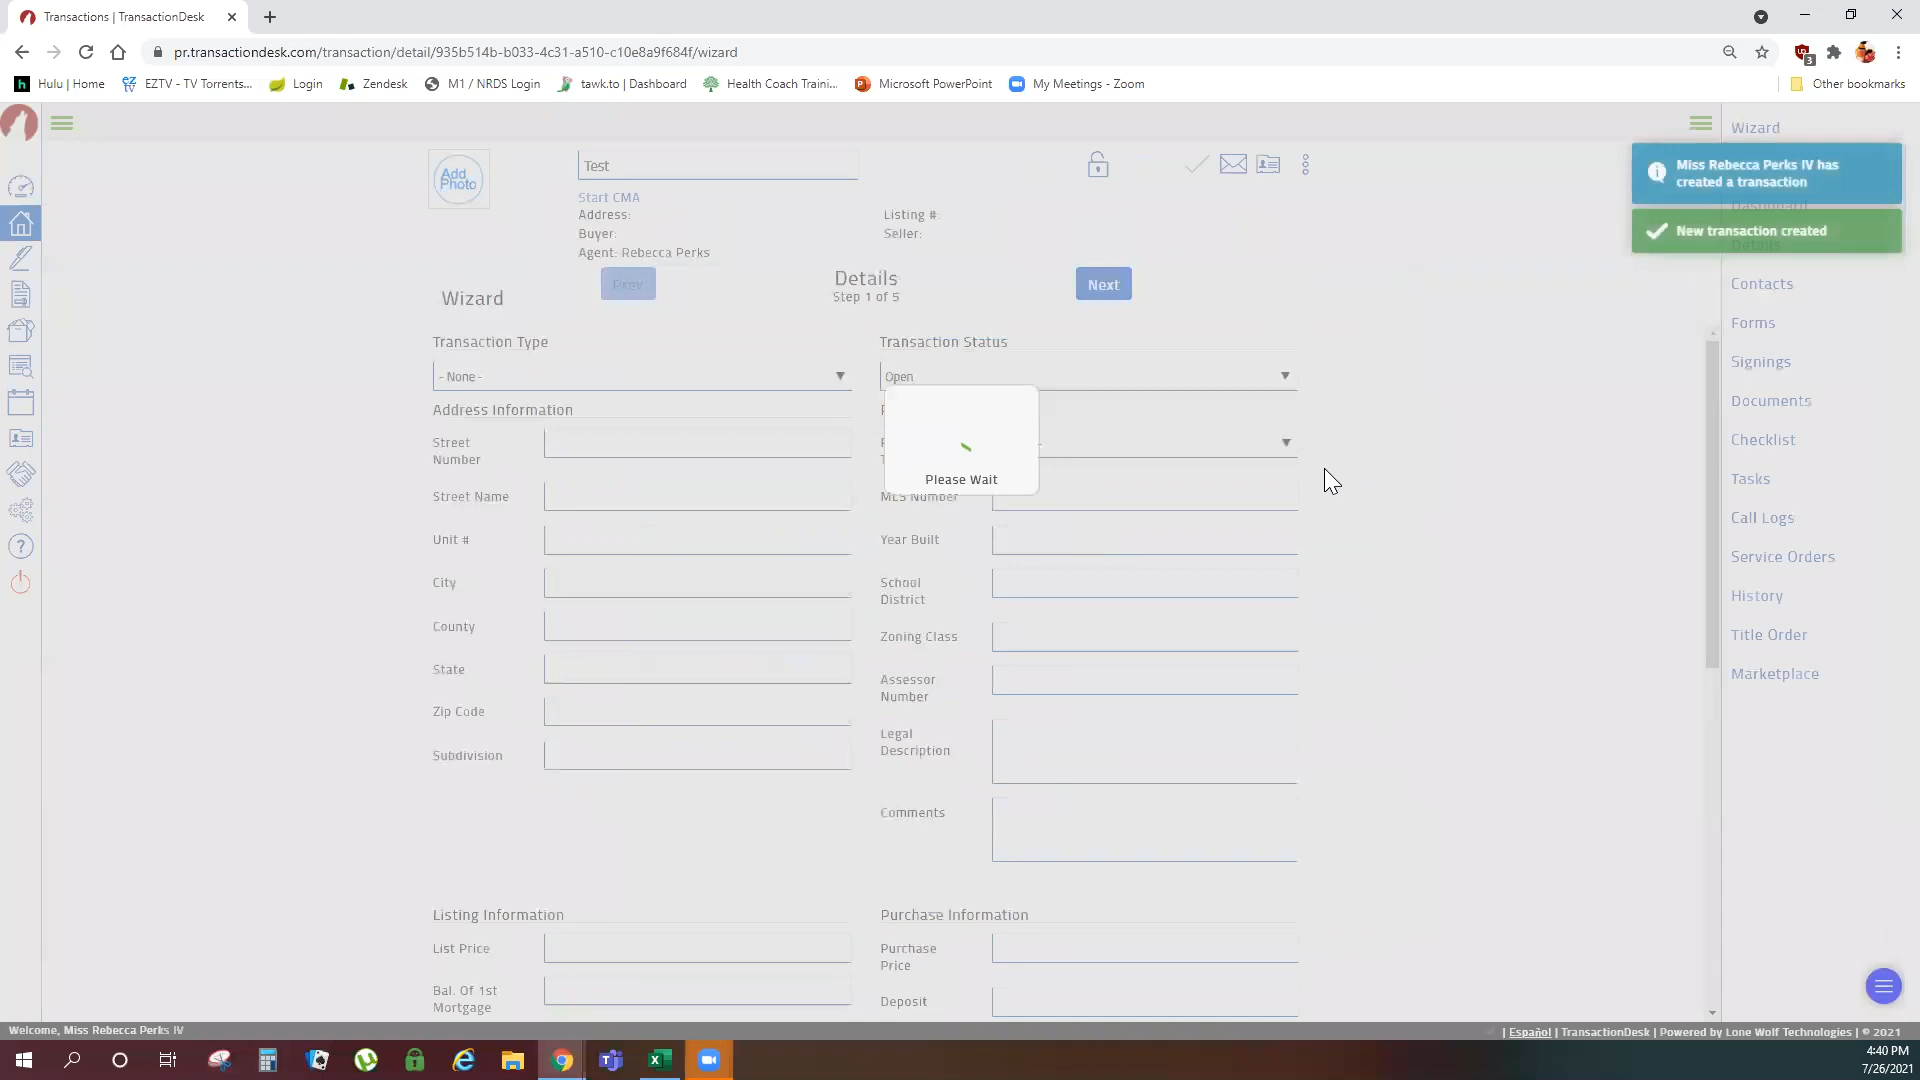 Transactions | TransactionDesk
pr.transactiondesk.com/transaction/detail/935b514b-b033-4c31-a510-c10e8a9f684f/wizard
3
Hulu | Home
EZTV - TV Torrents...
Login
Zendesk
M1 / NRDS Login
tawk.to | Dashboard
Health Coach Traini...
Microsoft PowerPoint
My Meetings - Zoom
Other bookmarks
Wizard
Add
Photo
Test
Start CMA
Address:
Listing #:
Buyer:
Seller:
Agent: Rebecca Perks
Miss Rebecca Perks IV has
created a transaction
Dashboard
New transaction created
Details
Wizard
Prev
Details
Step 1 of 5
Next
Contacts
Forms
Signings
Documents
Checklist
Tasks
Call Logs
Service Orders
History
Title Order
Marketplace
Transaction Type
Transaction Status
- None -
Open
Address Information
Street
Number
Please Wait
Street Name
MLS Number
Unit #
Year Built
City
School
District
County
Zoning Class
State
Assessor
Number
Zip Code
Legal
Description
Subdivision
Comments
Listing Information
Purchase Information
List Price
Purchase
Price
Bal. Of 1st
Mortgage
Deposit
Welcome, Miss Rebecca Perks IV
| Español | TransactionDesk | Powered by Lone Wolf Technologies | © 2021
4:40 PM
7/26/2021